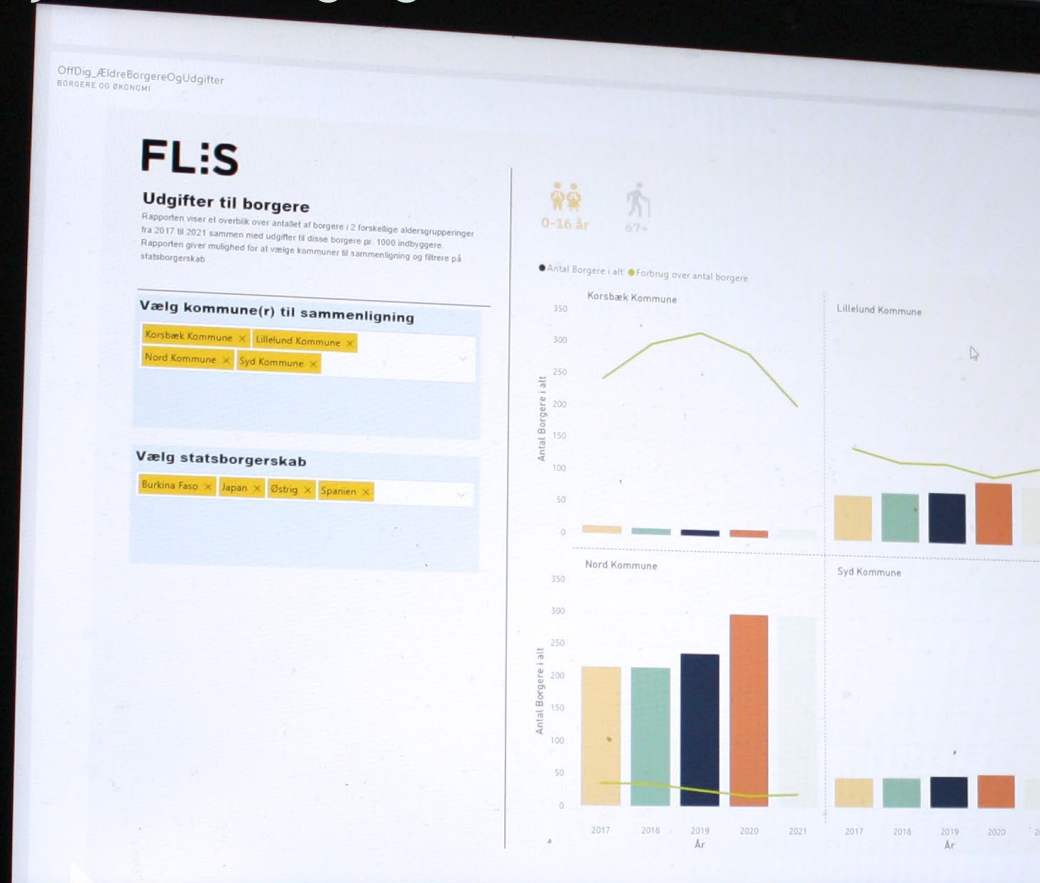 OffDig_ÆldreBorgereOgUdgifter
BORGERE OG ØKONOMI
FLIS
Udgifter til borgere
Rapporten viser et overblik over antallet af borgere i 2 forskellige aldersgrupperinger
fra 2017 til 2021 sammen med udgifter til disse borgere pr. 1000 indbyggere.
Rapporten giver mulighed for at vælge kommuner til sammenligning og filtrere på
statsborgerskab
Vælg kommune(r) til sammenligning
Korsbæk Kommune × Lillelund Kommune ×
Nord Kommune × Syd Kommune ×
Vælg statsborgerskab
Burkina Faso × Japan × Østrig × Spanien ×
0-16 år 67+
Antal Borgere i alt Forbrug over antal borgere
Korsbæk Kommune
350
300
250
200
150
100
50
0
Antal Borgere i alt
Lillelund Kommune
Nord Kommune
350
300
250
200
150
100
50
0
Antal Borgere i alt
2017 2018 2019 2020 2021
År
Syd Kommune
2017 2018 2019 2020
År